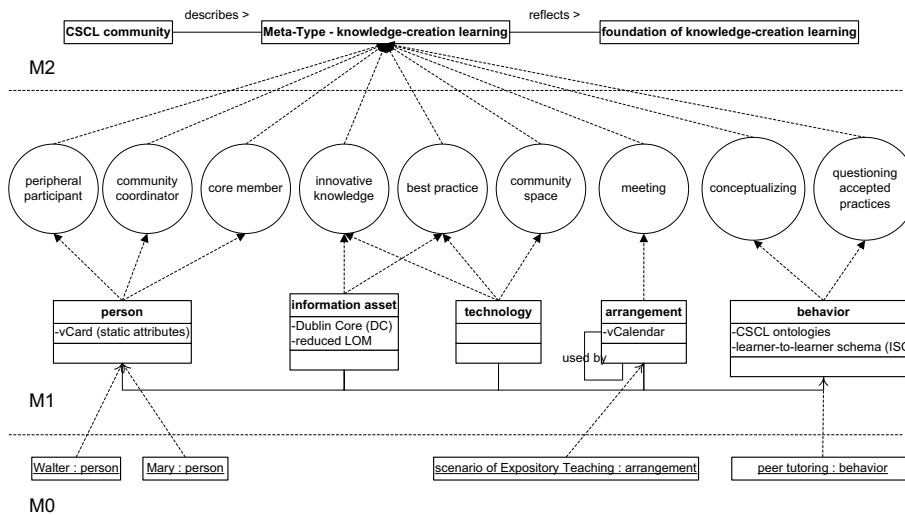 describes >
reflects >
CSCL community
Meta-Type - knowledge-creation learning
foundation of knowledge-creation learning
M2
peripheral
participant
community
coordinator
core member
innovative
knowledge
best practice
community
space
meeting
conceptualizing
questioning
accepted
practices
person
-vCard (static attributes)
information asset
-Dublin Core (DC)
-reduced LOM
technology
arrangement
-vCalendar
used by
behavior
-CSCL ontologies
-learner-to-learner schema (ISO
M1
Walter : person
Mary : person
scenario of Expository Teaching : arrangement
peer tutoring : behavior
M0